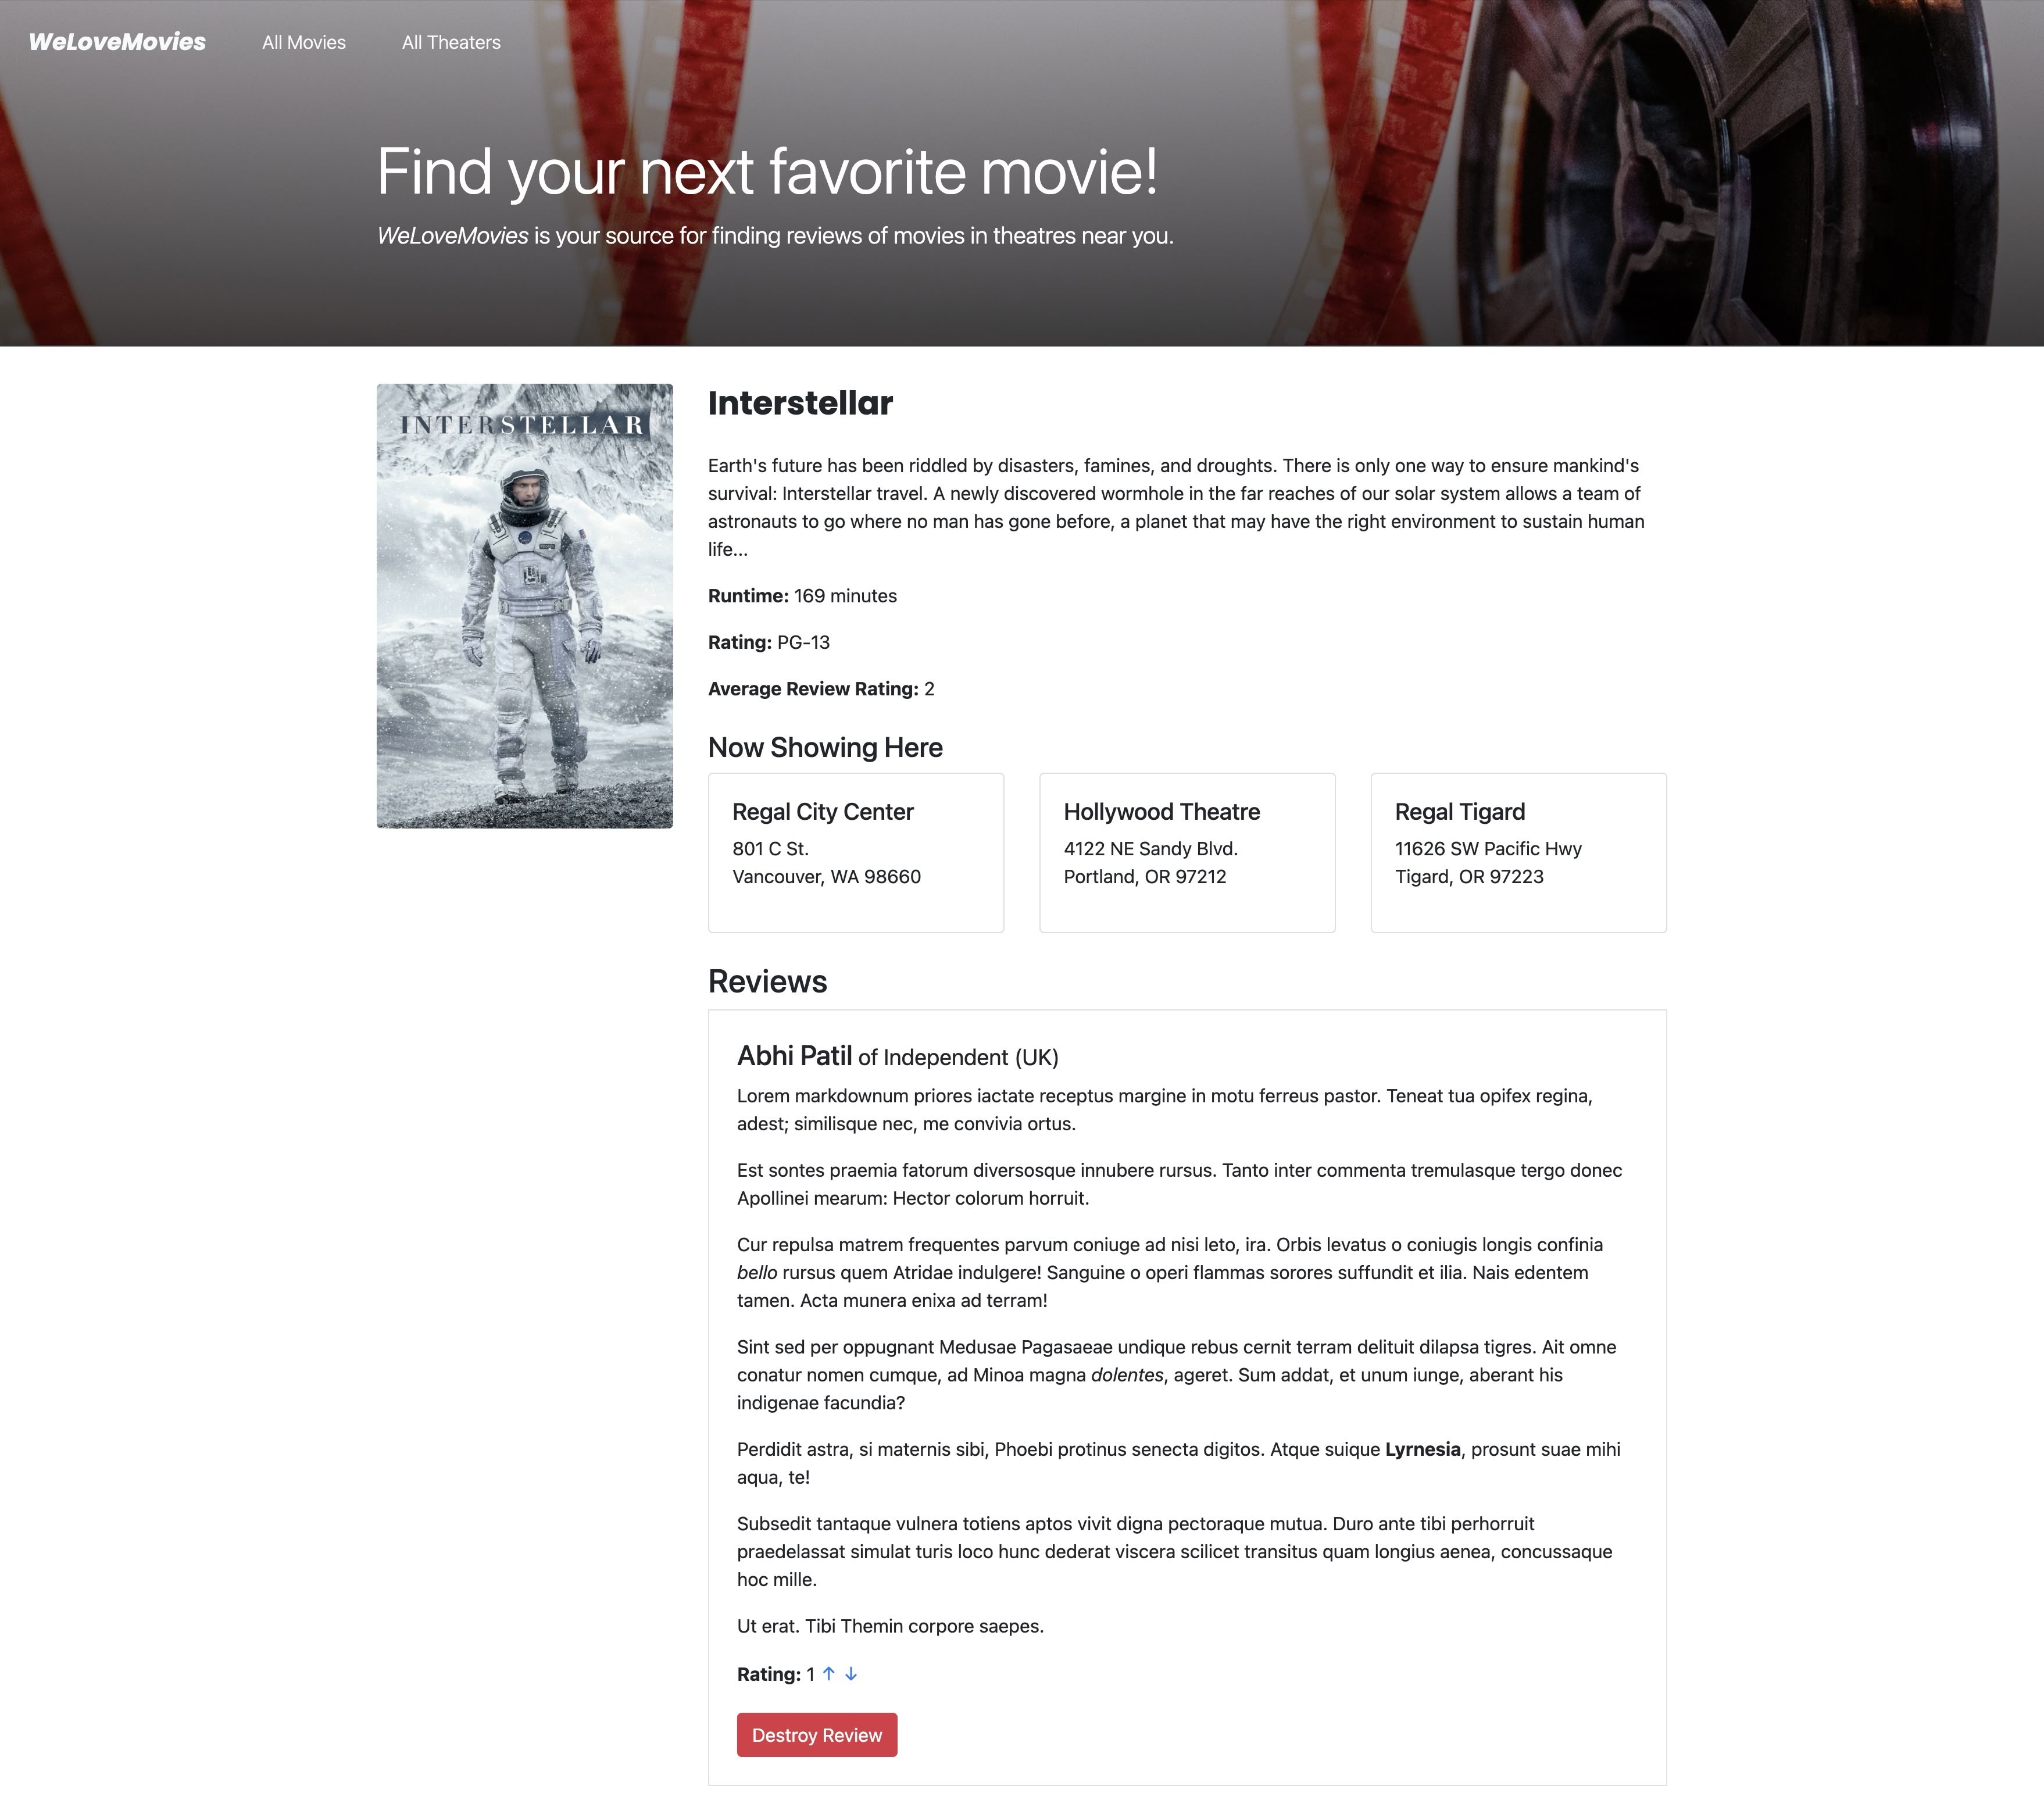 WeLoveMovies All Movies All Theaters
Find your next favorite movie!
WeLoveMovies is your source for finding reviews of movies in theatres near you.
INTERSTELLAR
Interstellar
Earth's future has been riddled by disasters, famines, and droughts. There is only one way to ensure mankind's
survival: Interstellar travel. A newly discovered wormhole in the far reaches of our solar system allows a team of
astronauts to go where no man has gone before, a planet that may have the right environment to sustain human
life...
Runtime: 169 minutes
Rating: PG-13
Average Review Rating: 2
Now Showing Here
Regal City Center
801 C St.
Vancouver, WA 98660
Hollywood Theatre
4122 NE Sandy Blvd.
Portland, OR 97212
Regal Tigard
11626 SW Pacific Hwy
Tigard, OR 97223
Reviews
Abhi Patil of Independent (UK)
Lorem markdownum priores iactate receptus margine in motu ferreus pastor. Teneat tua opifex regina,
adest; similisque nec, me convivia ortus.
Est sontes praemia fatorum diversosque innubere rursus. Tanto inter commenta tremulasque tergo donec
Apollinei mearum: Hector colorum horruit.
Cur repulsa matrem frequentes parvum coniuge ad nisi leto, ira. Orbis levatus o coniugis longis confinia
bello rursus quem Atridae indulgere! Sanguine o operi flammas sorores suffundit et ilia. Nais edentem
tamen. Acta munera enixa ad terram!
Sint sed per oppugnant Medusae Pagasaeae undique rebus cernit terram delituit dilapsa tigres. Ait omne
conatur nomen cumque, ad Minoa magna dolentes, ageret. Sum addat, et unum iunge, aberant his
indigenae facundia?
Perdidit astra, si maternis sibi, Phoebi protinus senecta digitos. Atque suique Lyrnesia, prosunt suae mihi
aqua, te!
Subsedit tantaque vulnera totiens aptos vivit digna pectoraque mutua. Duro ante tibi perhorruit
praedelassat simulat turis loco hunc dederat viscera scilicet transitus quam longius aenea, concussaque
hoc mille.
Ut erat. Tibi Themin corpore saepes.
Rating: 1 ↑ ↓
Destroy Review